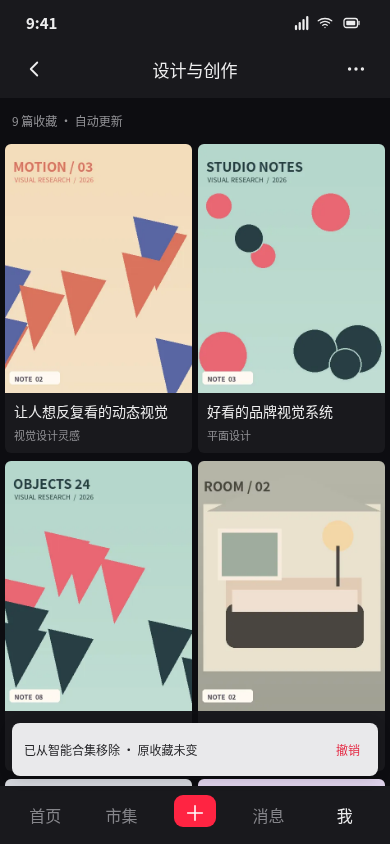 9:41
设计与创作
9 篇收藏 · 自动更新
MOTION / 03
VISUAL RESEARCH / 2026
NOTE 02
让人想反复看的动态视觉
视觉设计灵感
STUDIO NOTES
VISUAL RESEARCH / 2026
NOTE 03
好看的品牌视觉系统
平面设计
OBJECTS 24
VISUAL RESEARCH / 2026
NOTE 08
ROOM / 02
NOTE 02
已从智能合集移除 · 原收藏未变
撤销
首页
市集
消息
我